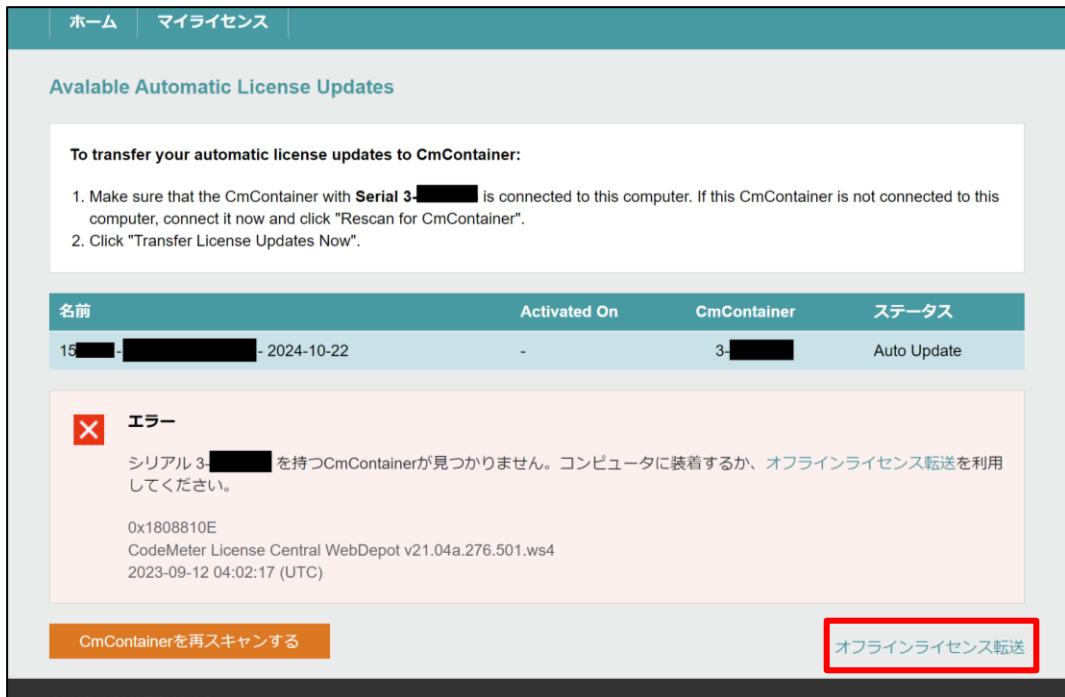 ホーム マイライセンス
Avalable Automatic License Updates
To transfer your automatic license updates to CmContainer:
1. Make sure that the CmContainer with Serial 3- is connected to this computer. If this CmContainer is not connected to this
computer, connect it now and click "Rescan for CmContainer".
2. Click "Transfer License Updates Now".
名前 Activated On CmContainer ステータス
15 - - 2024-10-22 - 3- Auto Update
エラー
シリアル 3- を持つCmContainerが見つかりません。コンピュータに装着するか、オフラインライセンス転送を利用
してください。
0x1808810E
CodeMeter License Central WebDepot v21.04a.276.501.ws4
2023-09-12 04:02:17 (UTC)
CmContainerを再スキャンする オフラインライセンス転送